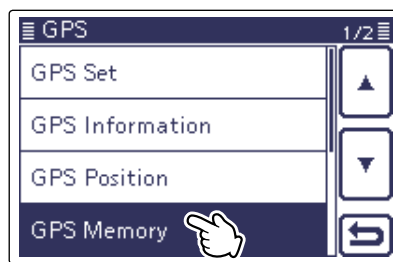 GPS 1/2
GPS Set
GPS Information
GPS Position
GPS Memory